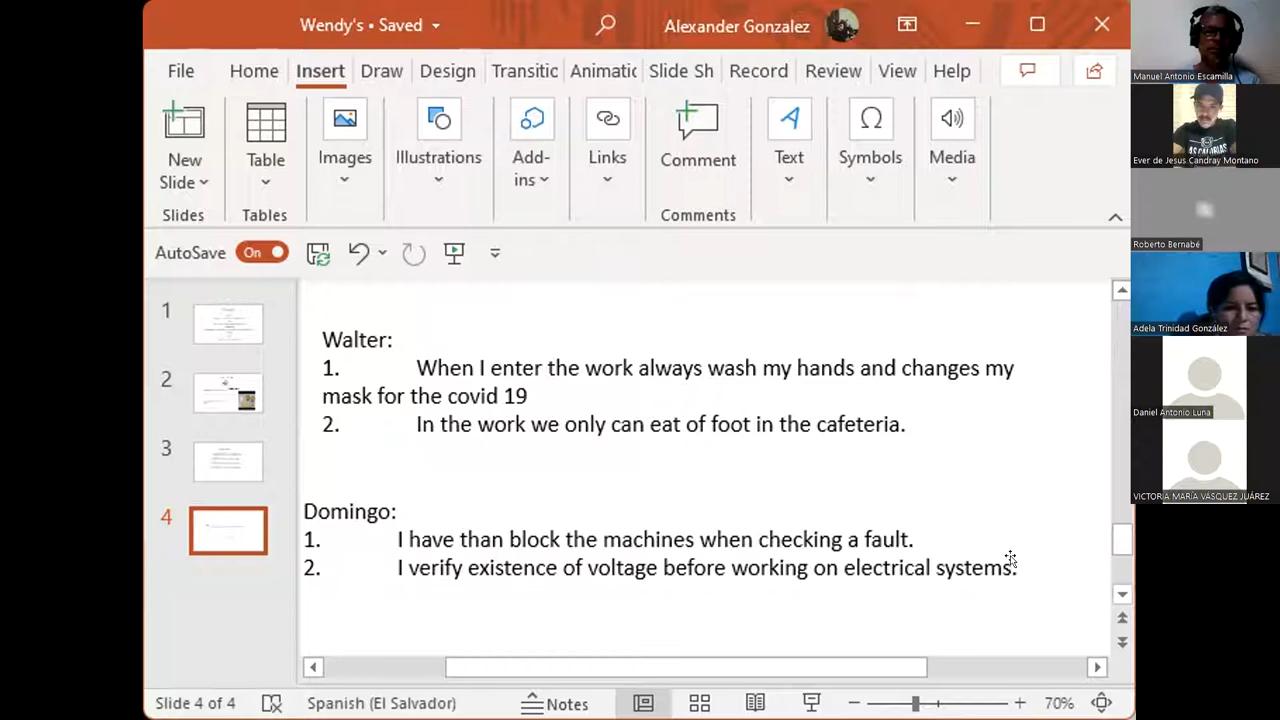 Wendy's • Saved
Alexander Gonzalez
File Home Insert Draw Design Transitic Animatic Slide Sh Record Review View Help
New Slide
Table
Images
Illustrations
Add-ins
Links
Comment
Text
Symbols
Media
Slides
Tables
Comments
AutoSave On
1
2
3
4
Walter:
1. When I enter the work always wash my hands and changes my
mask for the covid 19
2. In the work we only can eat of foot in the cafeteria.
Domingo:
1. I have than block the machines when checking a fault.
2. I verify existence of voltage before working on electrical systems.
Slide 4 of 4
Spanish (El Salvador)
Notes
70%
Manuel Antonio Escamilla
Ever de Jesus Candray Montano
Roberto Bernabé
Adela Trinidad González
Daniel Antonio Luna
VICTORIA MARÍA VÁSQUEZ JUÁREZ